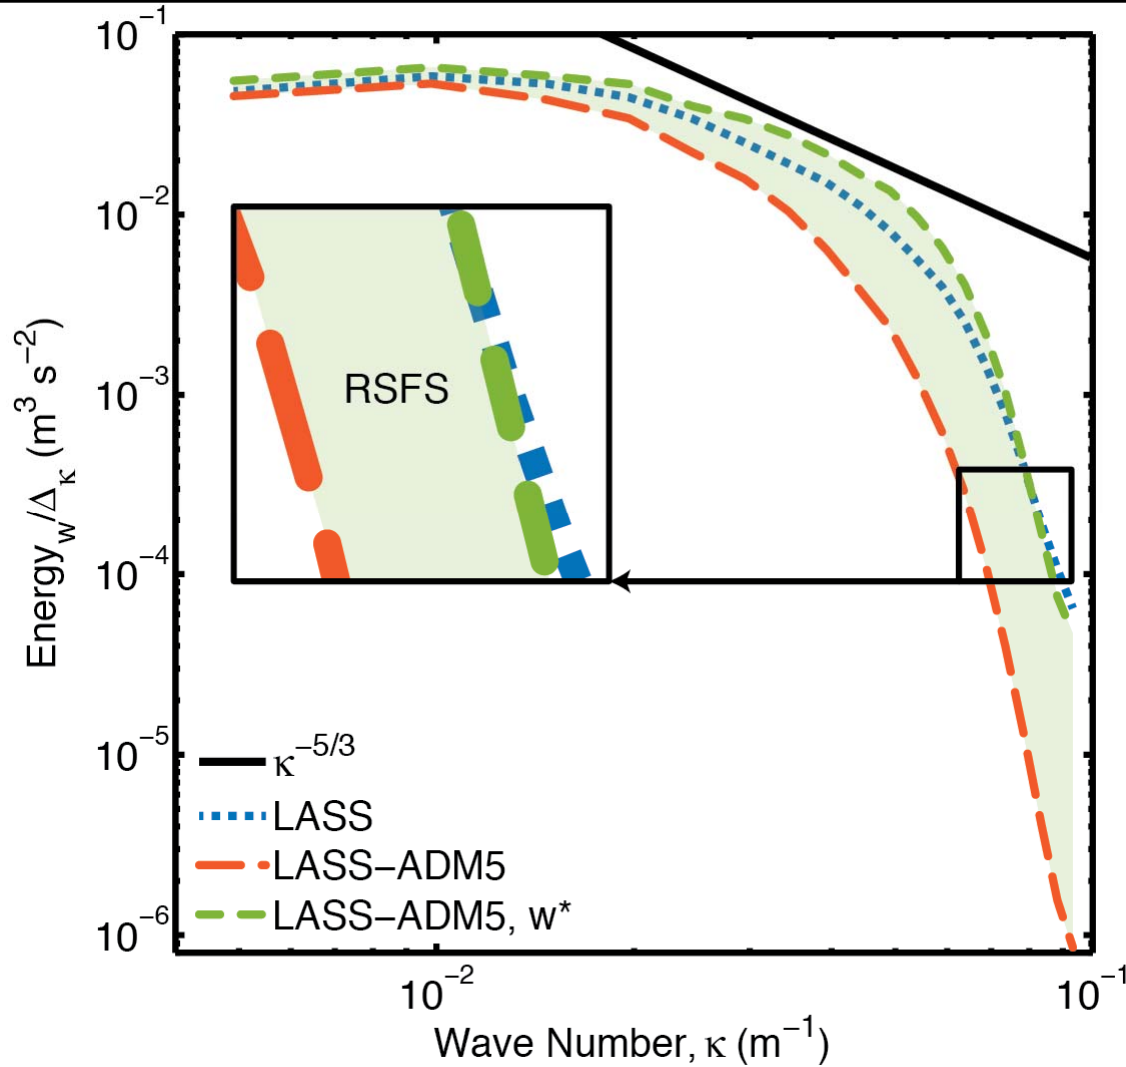 10⁻¹
10⁻²
10⁻³
10⁻⁴
10⁻⁵
10⁻⁶
Energy_w/Δ_κ (m³ s⁻²)
RSFS
κ⁻⁵/³
LASS
LASS−ADM5
LASS−ADM5, w*
10⁻² 10⁻¹
Wave Number, κ (m⁻¹)